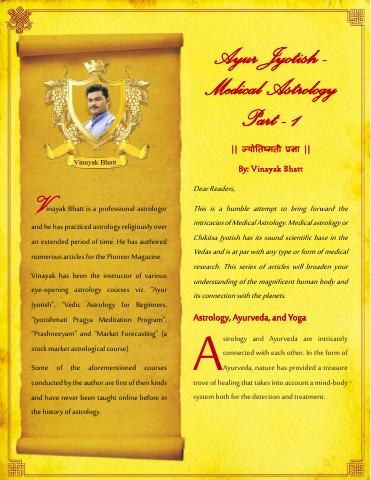 Vinayak Bhatt
Vinayak Bhatt is a professional astrologer
and he has practiced astrology religiously over
an extended period of time. He has authored
numerous articles for the Pioneer Magazine.
Vinayak has been the instructor of various
eye-opening astrology courses viz. "Ayur
Jyotish", "Vedic Astrology for Beginners,
"Jyotishmati Pragya Meditation Program",
"Prashneeyam" and "Market Forecasting" (a
stock market astrological course).
Some of the aforementioned courses
conducted by the author are first of their kinds
and have never been taught online before in
the history of astrology.
Ayur Jyotish -
Medical Astrology
Part - 1
|| ज्योतिष्मती प्रज्ञा ||
By: Vinayak Bhatt
Dear Readers,
This is a humble attempt to bring forward the
intricacies of Medical Astrology. Medical astrology or
Chikitsa Jyotish has its sound scientific base in the
Vedas and is at par with any type or form of medical
research. This series of articles will broaden your
understanding of the magnificent human body and
its connection with the planets.
Astrology, Ayurveda, and Yoga
Astrology and Ayurveda are intricately
connected with each other. In the form of
Ayurveda, nature has provided a treasure
trove of healing that takes into account a mind-body
system both for the detection and treatment.